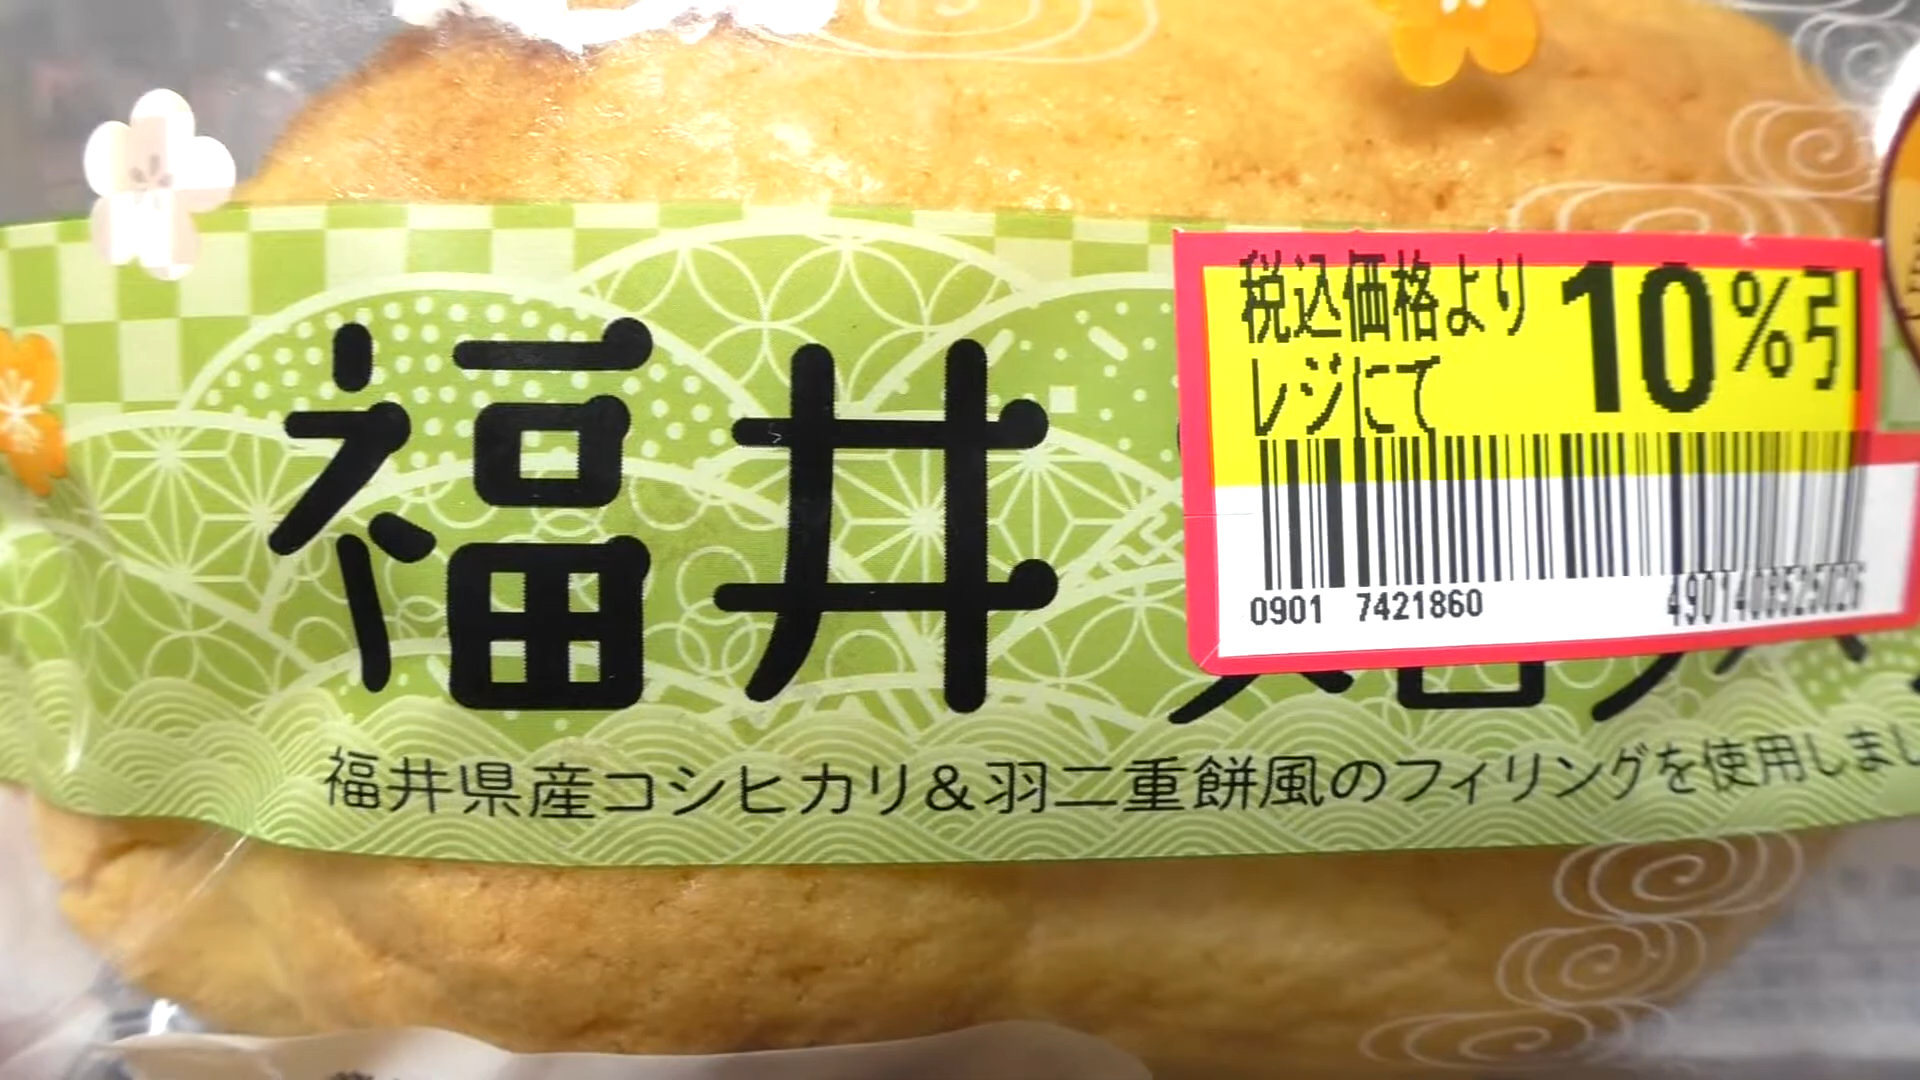 福井
税込価格より 10%引
レジにて
0901 7421860
福井県産コシヒカリ&羽二重餅風のフィリングを使用しまし